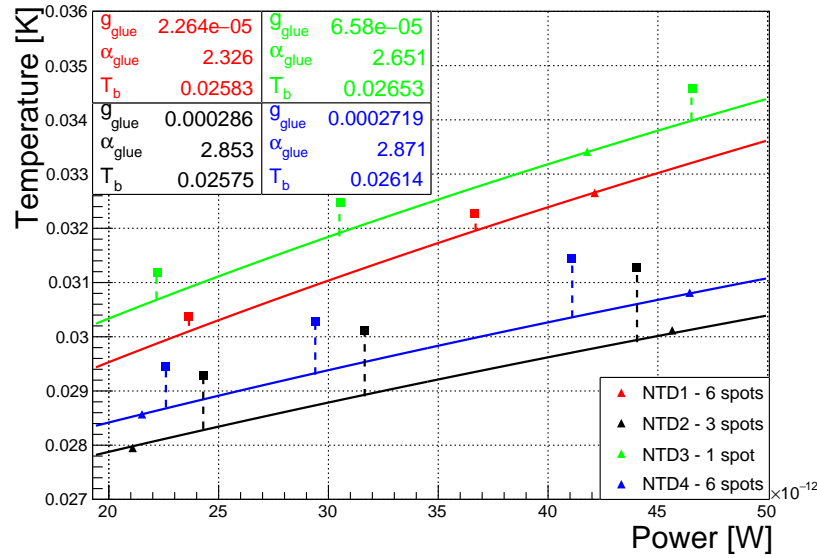 Temperature [K]
0.036
0.035
0.034
0.033
0.032
0.031
0.03
0.029
0.028
0.027
g_glue 2.264e−05
α_glue 2.326
T_b 0.02583
g_glue 6.58e−05
α_glue 2.651
T_b 0.02653
g_glue 0.000286
α_glue 2.853
T_b 0.02575
g_glue 0.0002719
α_glue 2.871
T_b 0.02614
NTD1 - 6 spots
NTD2 - 3 spots
NTD3 - 1 spot
NTD4 - 6 spots
20 25 30 35 40 45 50
×10⁻¹²
Power [W]